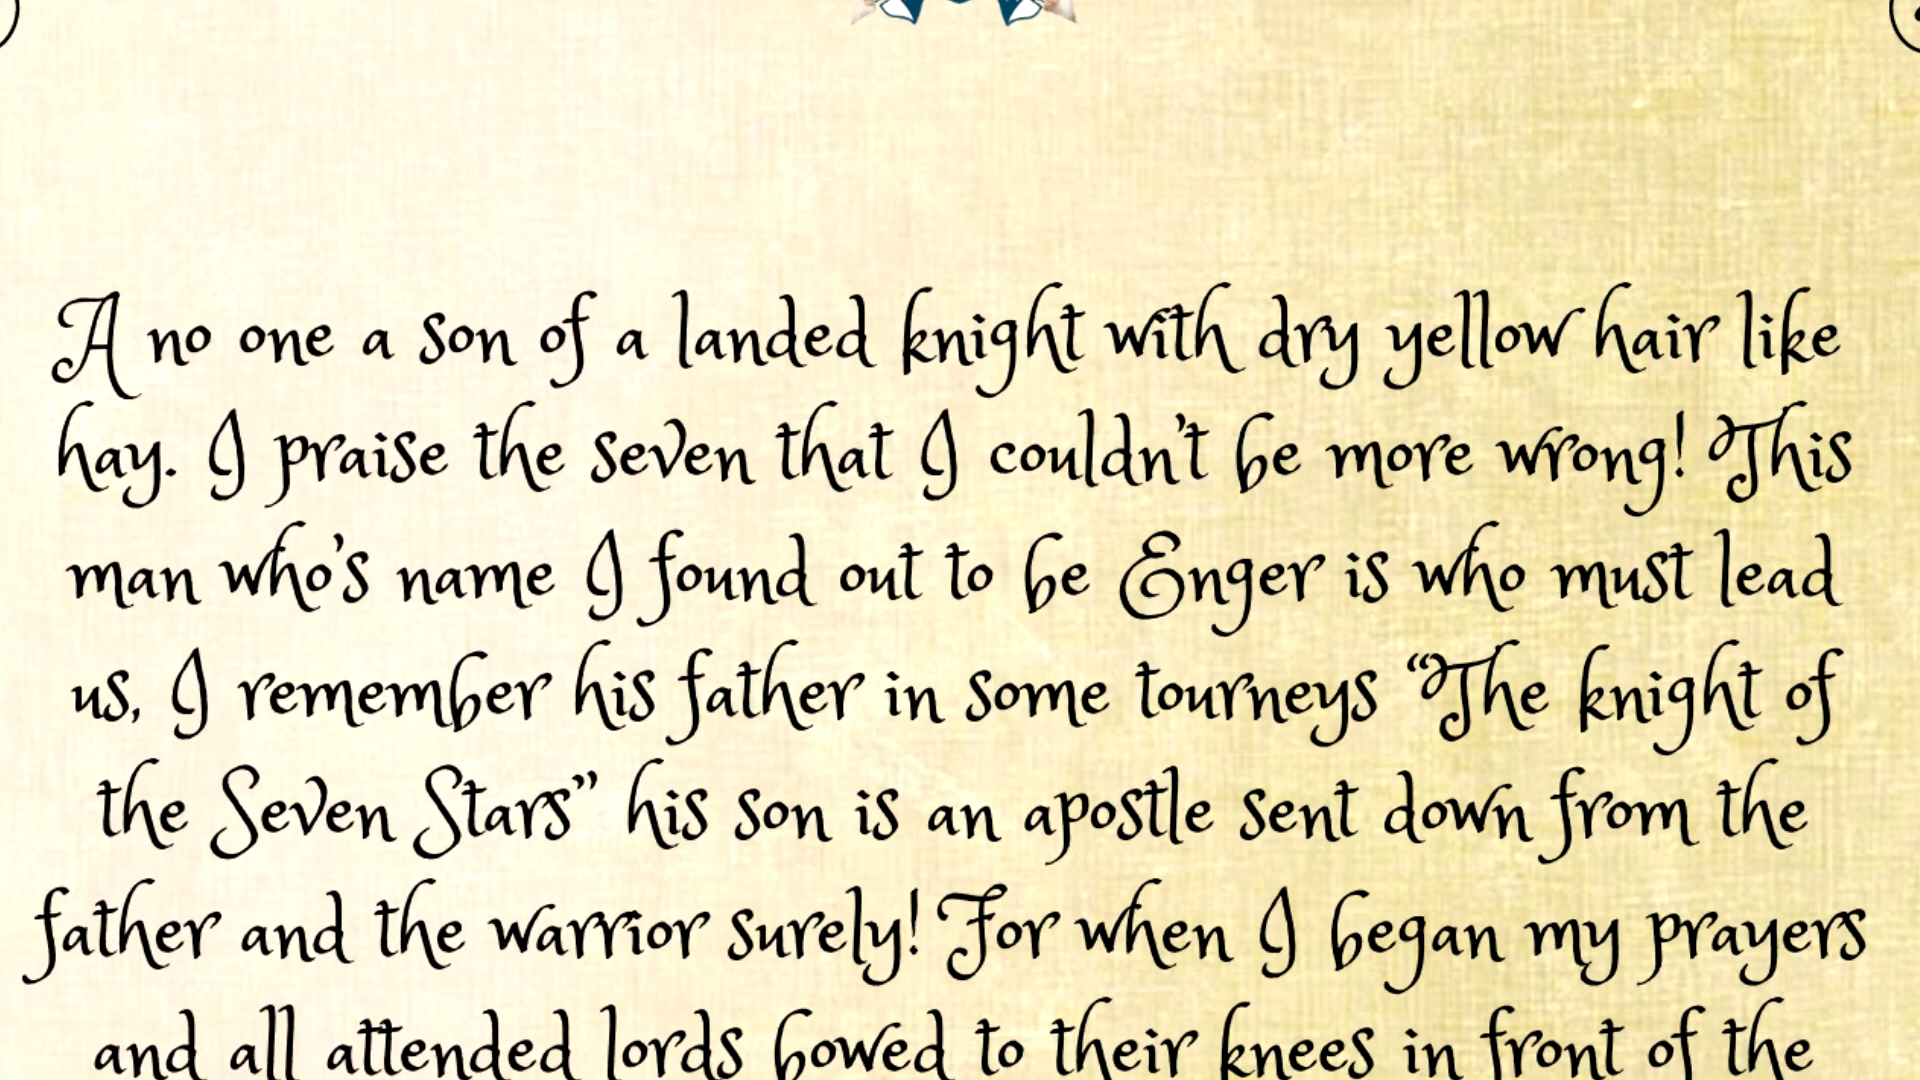 A no one a son of a landed knight with dry yellow hair like
hay. I praise the seven that I couldn't be more wrong! This
man who's name I found out to be Enger is who must lead
us, I remember his father in some tourneys “The knight of
the Seven Stars” his son is an apostle sent down from the
father and the warrior surely! For when I began my prayers
and all attended lords bowed to their knees in front of the